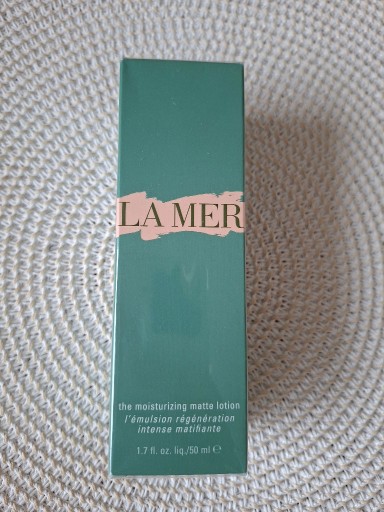 LA MER
the moisturizing matte lotion
l'émulsion régénération
intense matifiante
1.7 fl. oz. liq./50 ml ℮